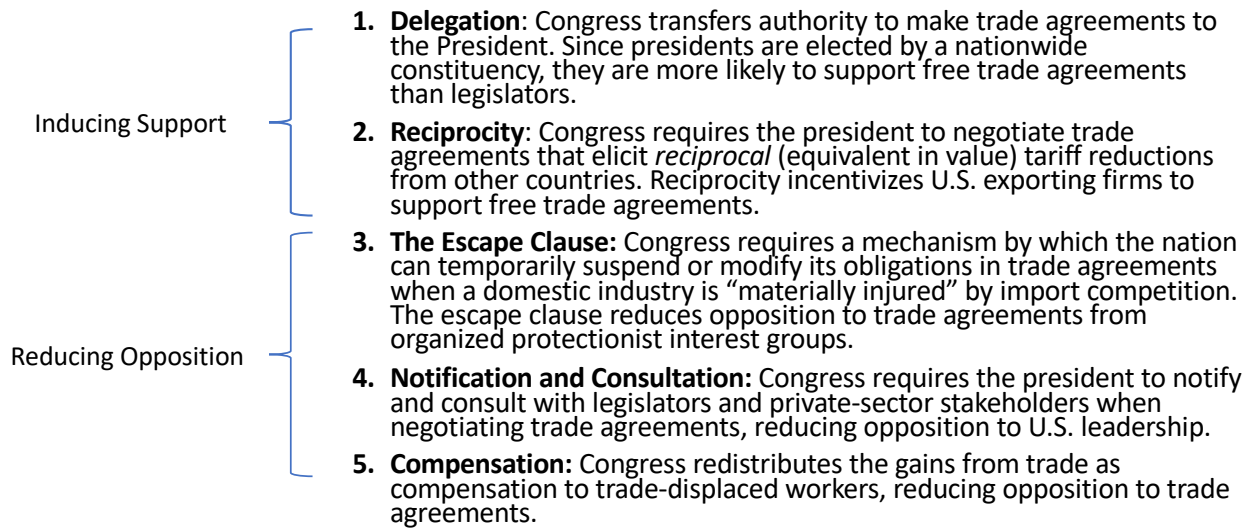 Inducing Support
1. Delegation: Congress transfers authority to make trade agreements to
the President. Since presidents are elected by a nationwide
constituency, they are more likely to support free trade agreements
than legislators.
2. Reciprocity: Congress requires the president to negotiate trade
agreements that elicit reciprocal (equivalent in value) tariff reductions
from other countries. Reciprocity incentivizes U.S. exporting firms to
support free trade agreements.
Reducing Opposition
3. The Escape Clause: Congress requires a mechanism by which the nation
can temporarily suspend or modify its obligations in trade agreements
when a domestic industry is “materially injured” by import competition.
The escape clause reduces opposition to trade agreements from
organized protectionist interest groups.
4. Notification and Consultation: Congress requires the president to notify
and consult with legislators and private-sector stakeholders when
negotiating trade agreements, reducing opposition to U.S. leadership.
5. Compensation: Congress redistributes the gains from trade as
compensation to trade-displaced workers, reducing opposition to trade
agreements.